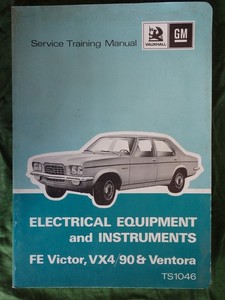 Service Training Manual
VAUXHALL
GM
ELECTRICAL EQUIPMENT
and INSTRUMENTS
FE Victor, VX4/90 & Ventora
TS1046